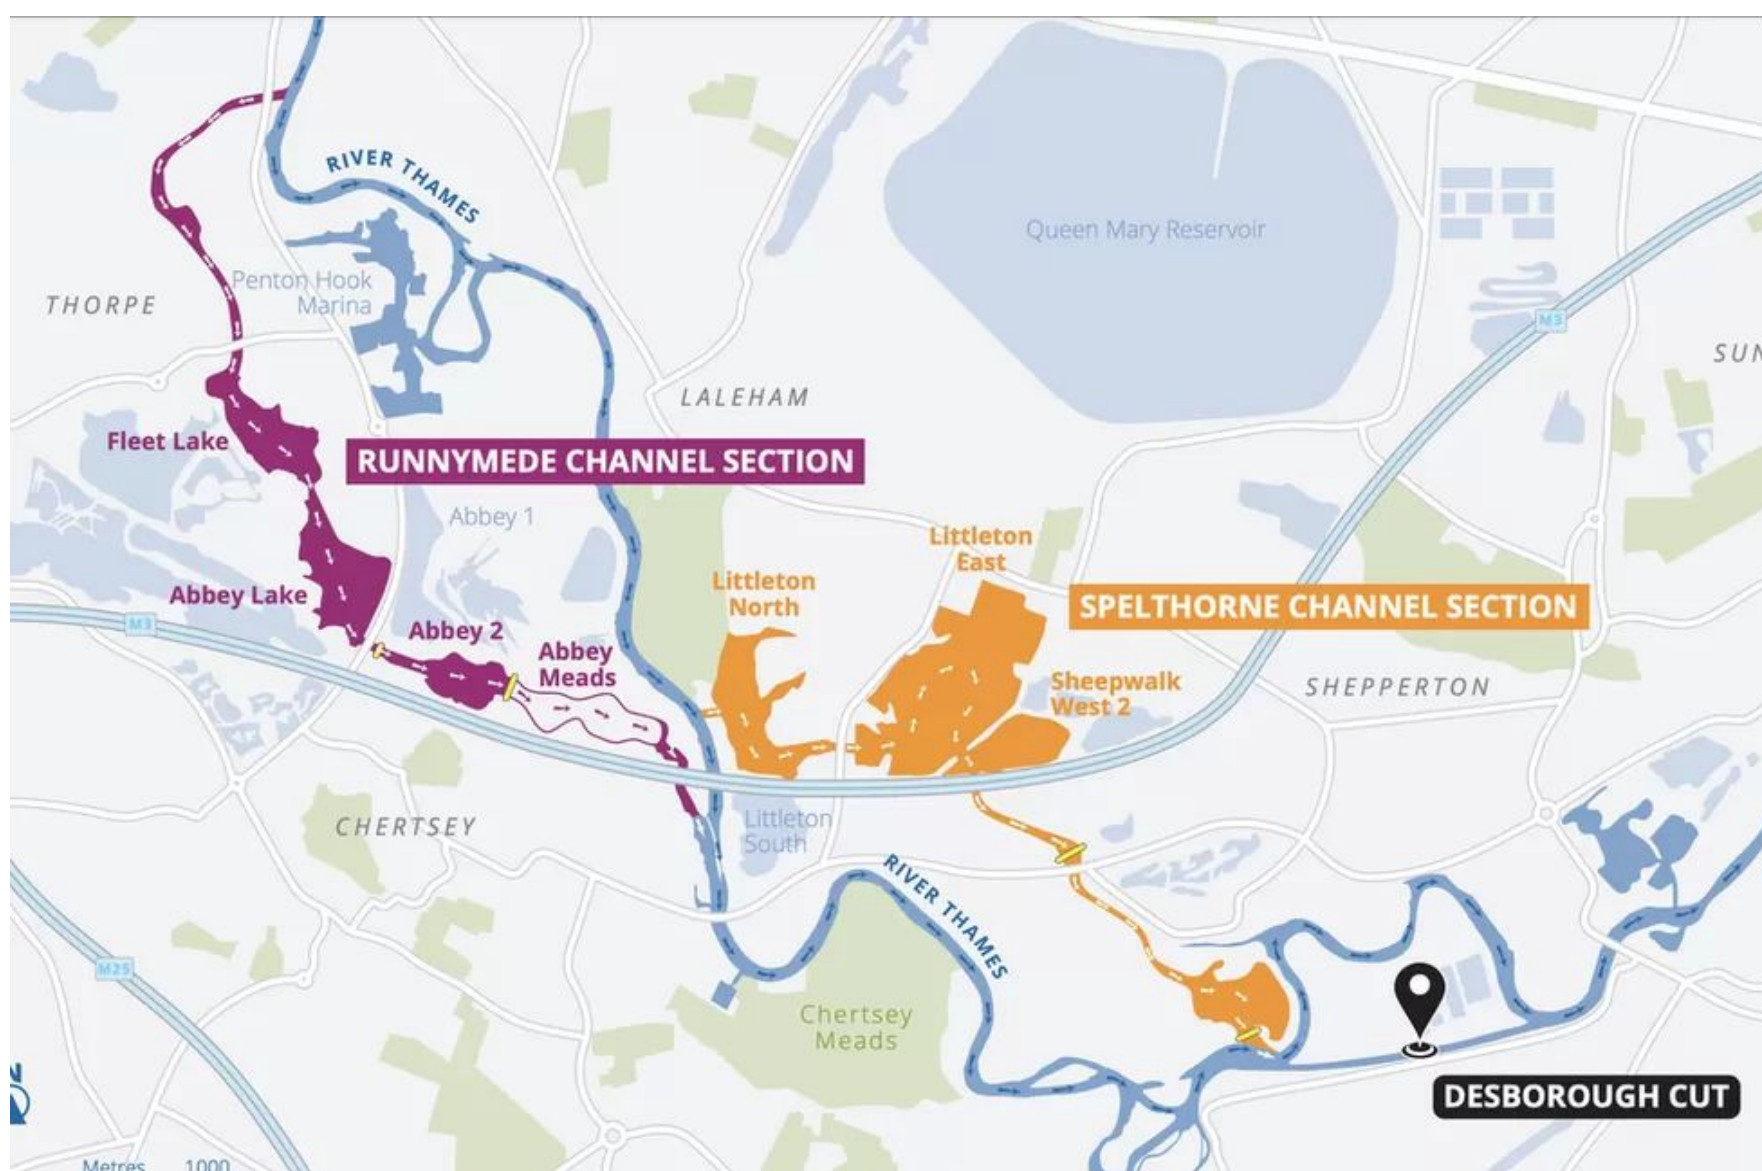 RIVER THAMES
Queen Mary Reservoir
Penton Hook
Marina
THORPE
M3
SUN
LALEHAM
Fleet Lake
RUNNYMEDE CHANNEL SECTION
Abbey 1
Littleton
East
Littleton
North
SPELTHORNE CHANNEL SECTION
Abbey Lake
M3
Abbey 2
Abbey
Meads
Sheepwalk
West 2
SHEPPERTON
CHERTSEY
Littleton
South
RIVER THAMES
M25
Chertsey
Meads
N
DESBOROUGH CUT
Metres 1000